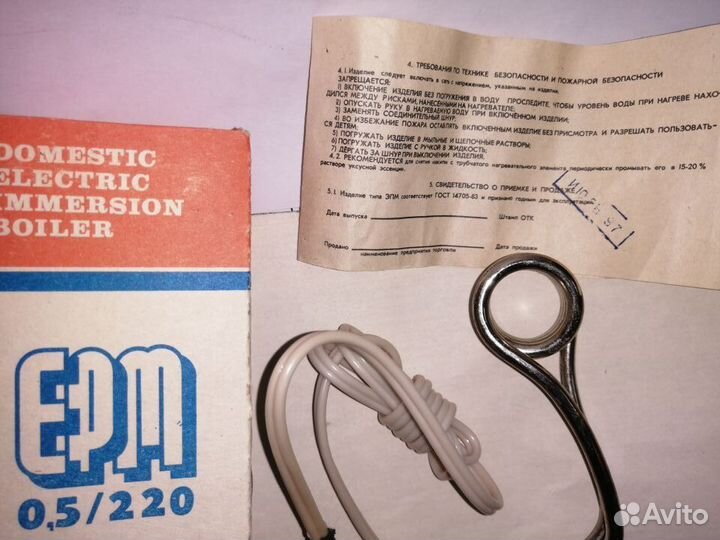 DOMESTIC
ELECTRIC
IMMERSION
BOILER
EPM
0,5/220
4. ТРЕБОВАНИЯ ПО ТЕХНИКЕ БЕЗОПАСНОСТИ И ПОЖАРНОЙ БЕЗОПАСНОСТИ
4.1. Изделие следует включать в сеть с напряжением, указанным на изделии.
ЗАПРЕЩАЕТСЯ:
1) ВКЛЮЧЕНИЕ ИЗДЕЛИЯ БЕЗ ПОГРУЖЕНИЯ В ВОДУ ПРОСЛЕДИТЕ, ЧТОБЫ УРОВЕНЬ ВОДЫ ПРИ НАГРЕВЕ НАХО-
ДИЛСЯ МЕЖДУ РИСКАМИ, НАНЕСЕННЫМИ НА НАГРЕВАТЕЛЕ;
2) ОПУСКАТЬ РУКУ В НАГРЕВАЕМУЮ ВОДУ ПРИ ВКЛЮЧЕННОМ ИЗДЕЛИИ;
3) ЗАМЕНЯТЬ СОЕДИНИТЕЛЬНЫЙ ШНУР;
4) ВО ИЗБЕЖАНИЕ ПОЖАРА ОСТАВЛЯТЬ ВКЛЮЧЕННЫМ ИЗДЕЛИЕ БЕЗ ПРИСМОТРА И РАЗРЕШАТЬ ПОЛЬЗОВАТЬ-
СЯ ДЕТЯМ;
5) ПОГРУЖАТЬ ИЗДЕЛИЕ В МЫЛЬНЫЕ И ЩЕЛОЧНЫЕ РАСТВОРЫ;
6) ПОГРУЖАТЬ ИЗДЕЛИЕ С РУЧКОЙ В ЖИДКОСТЬ;
7) ДЕРГАТЬ ЗА ШНУР ПРИ ВЫКЛЮЧЕНИИ ИЗДЕЛИЯ.
4.2. РЕКОМЕНДУЕТСЯ для снятия накипи с трубчатого нагревательного элемента периодически промывать его в 15-20 %
растворе уксусной эссенции.
5. СВИДЕТЕЛЬСТВО О ПРИЕМКЕ И ПРОДАЖЕ
5.1. Изделие типа ЭПМ соответствует ГОСТ 14705-83 и признано годным для эксплуатации.
Дата выпуска Штамп ОТК
Продано Дата продажи
наименование предприятия торговли
Avito